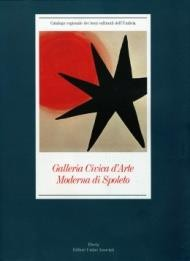 Catalogo regionale dei beni culturali dell'Umbria
Galleria Civica d'Arte
Moderna di Spoleto
Electa
Editori Umbri Associati